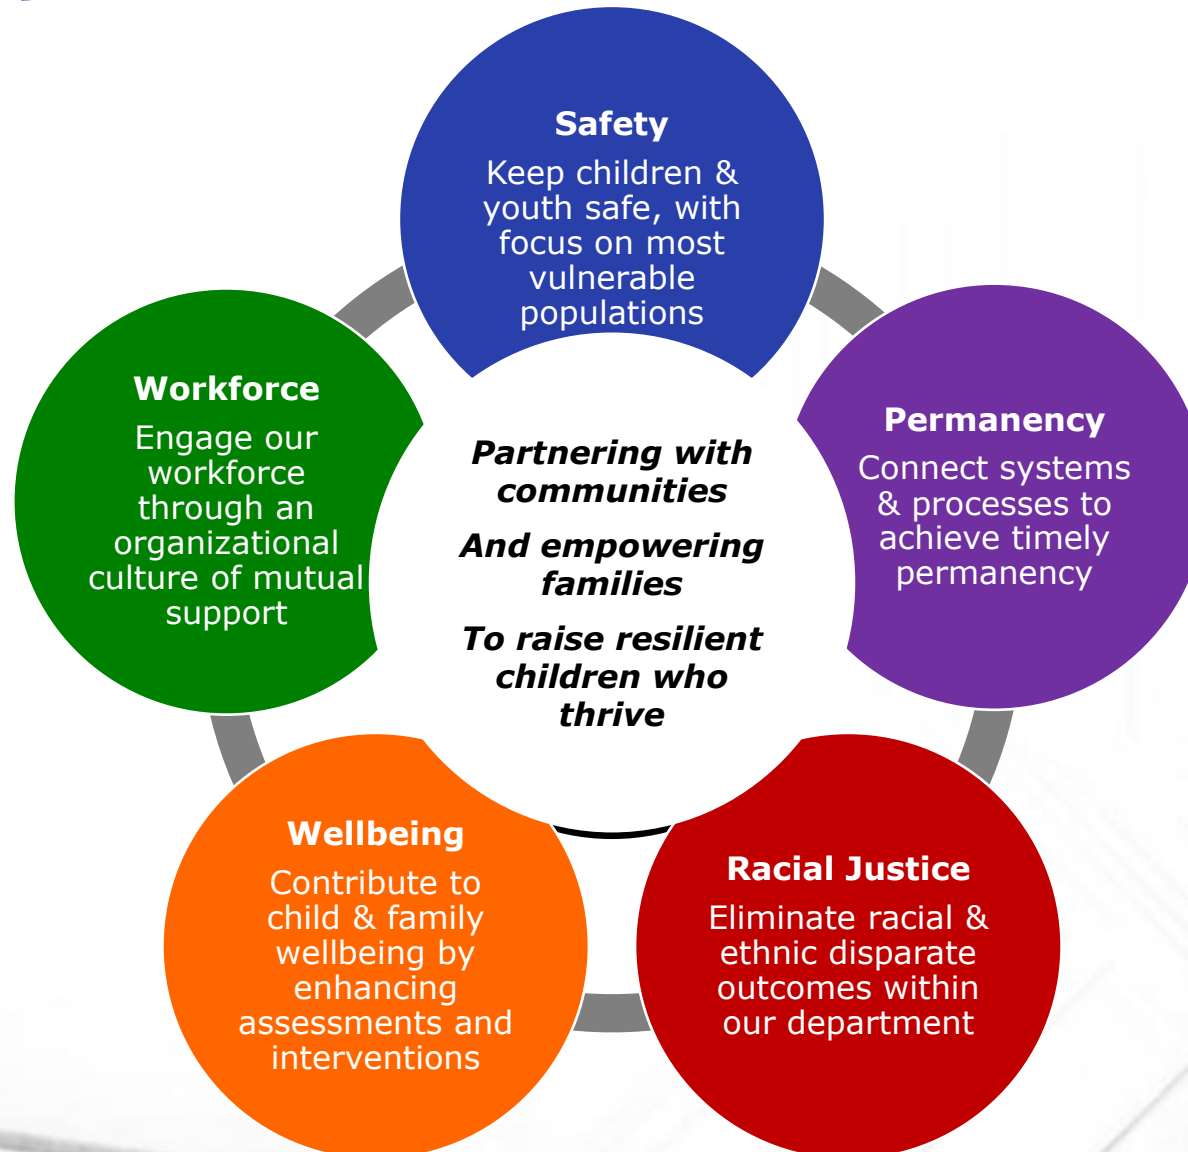 Safety
Keep children &
youth safe, with
focus on most
vulnerable
populations
Permanency
Connect systems
& processes to
achieve timely
permanency
Racial Justice
Eliminate racial &
ethnic disparate
outcomes within
our department
Wellbeing
Contribute to
child & family
wellbeing by
enhancing
assessments and
interventions
Workforce
Engage our
workforce
through an
organizational
culture of mutual
support
Partnering with
communities
And empowering
families
To raise resilient
children who
thrive